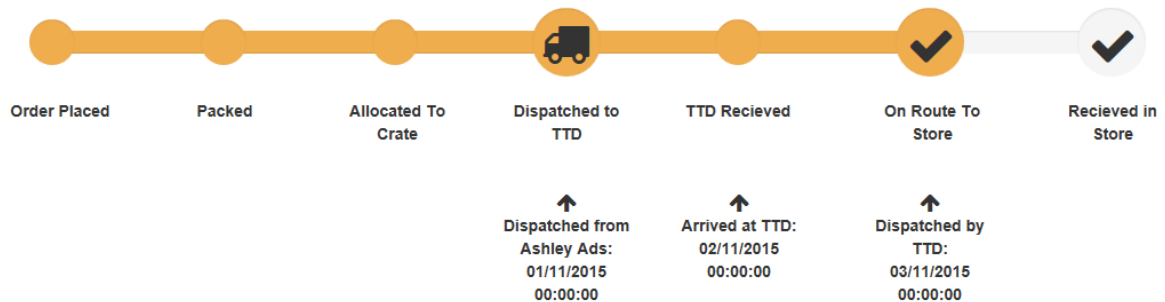 Order Placed
Packed
Allocated To
Crate
Dispatched to
TTD
TTD Recieved
On Route To
Store
Recieved in
Store
Dispatched from
Ashley Ads:
01/11/2015
00:00:00
Arrived at TTD:
02/11/2015
00:00:00
Dispatched by
TTD:
03/11/2015
00:00:00